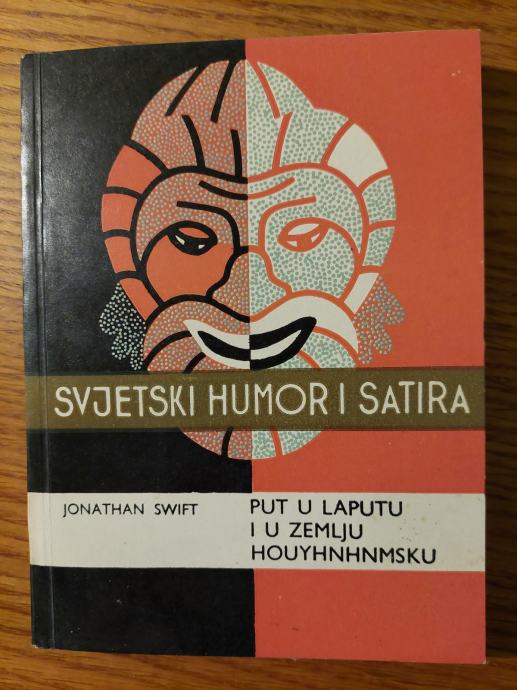 SVJETSKI HUMOR I SATIRA
JONATHAN SWIFT
PUT U LAPUTU
I U ZEMLJU
HOUYHNHNMSKU